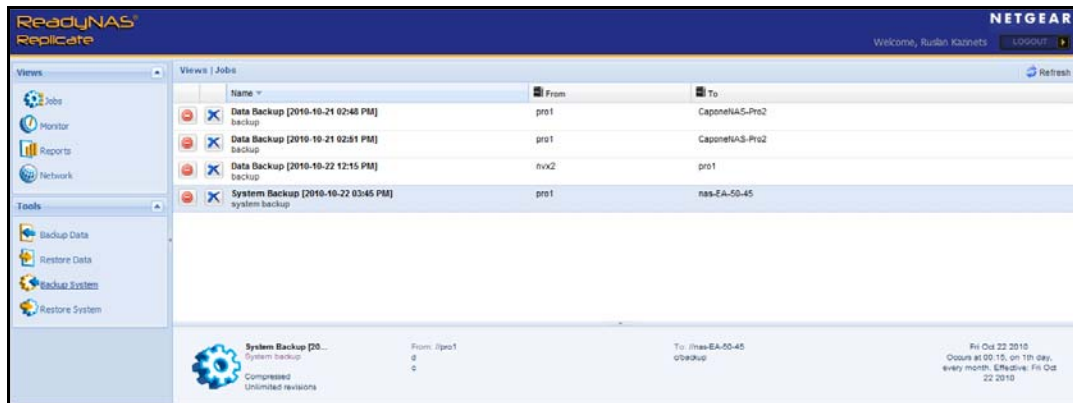 ReadyNAS®
Replicate
NETGEAR
Welcome, Ruslan Kazinets LOGOUT
Views
Jobs
Monitor
Reports
Network
Tools
Backup Data
Restore Data
Backup System
Restore System
Views | Jobs Refresh
Name From To
Data Backup [2010-10-21 02:48 PM] pro1 CaponeNAS-Pro2
backup
Data Backup [2010-10-21 02:51 PM] pro1 CaponeNAS-Pro2
backup
Data Backup [2010-10-22 12:15 PM] nvx2 pro1
backup
System Backup [2010-10-22 03:45 PM] pro1 nas-EA-50-45
system backup
System Backup [20...
System backup
Compressed
Unlimited revisions
From: //pro1
d
c
To: //nas-EA-50-45
c/backup
Fri Oct 22 2010
Occurs at 00:15, on 1th day,
every month. Effective: Fri Oct
22 2010